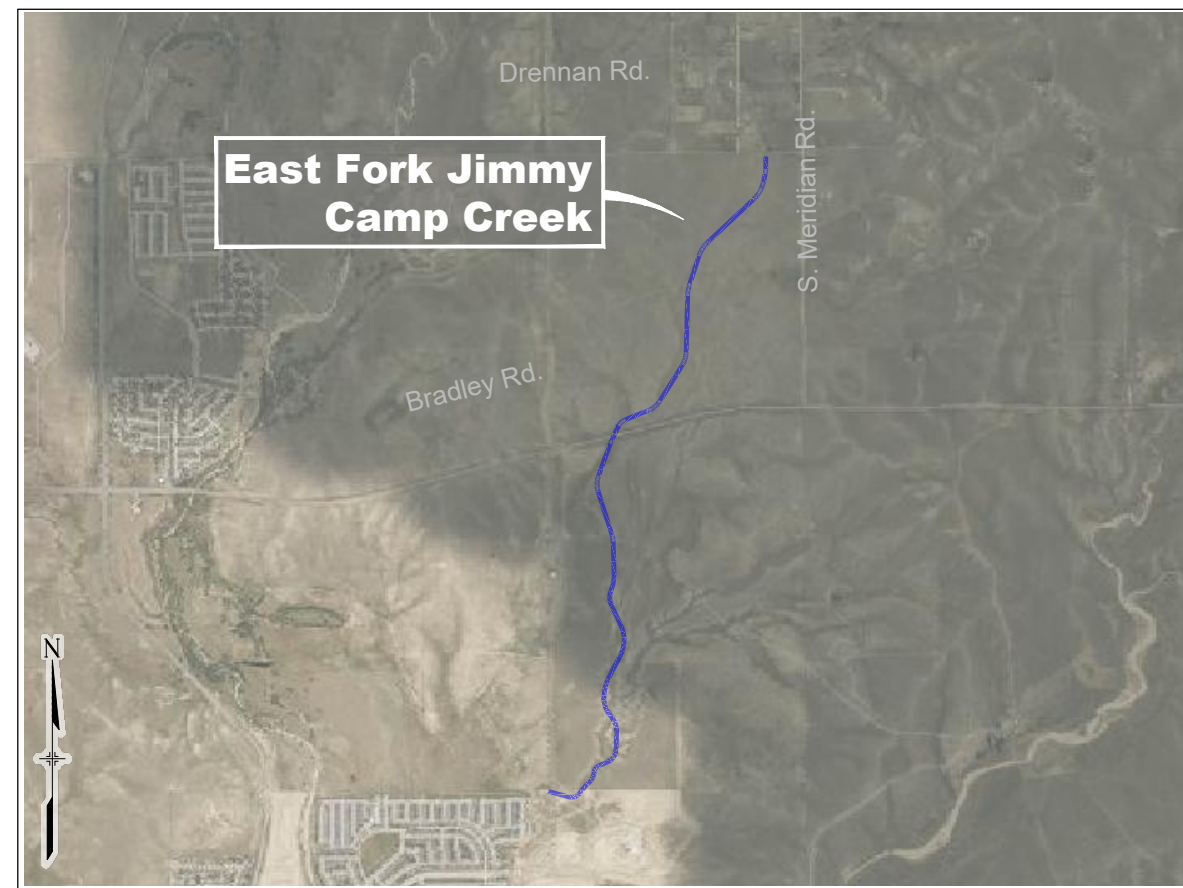 Drennan Rd.
East Fork Jimmy
Camp Creek
S. Meridian Rd.
Bradley Rd.
N